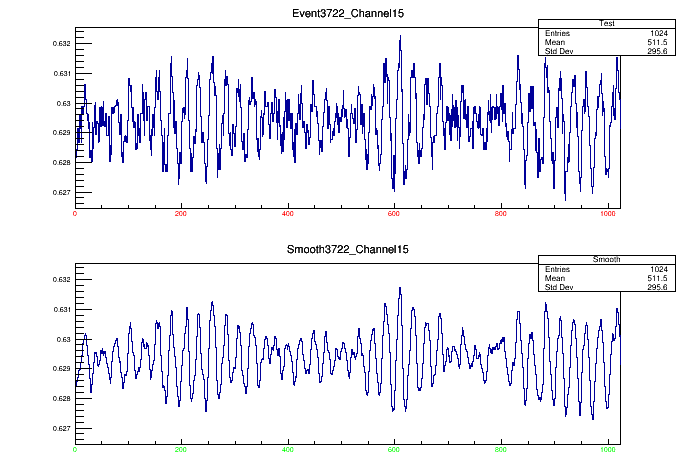 Event3722_Channel15
Test
Entries 1024
Mean 511.5
Std Dev 295.6
0.632
0.631
0.63
0.629
0.628
0.627
0 200 400 600 800 1000
Smooth3722_Channel15
Smooth
Entries 1024
Mean 511.5
Std Dev 295.6
0.632
0.631
0.63
0.629
0.628
0.627
0 200 400 600 800 1000